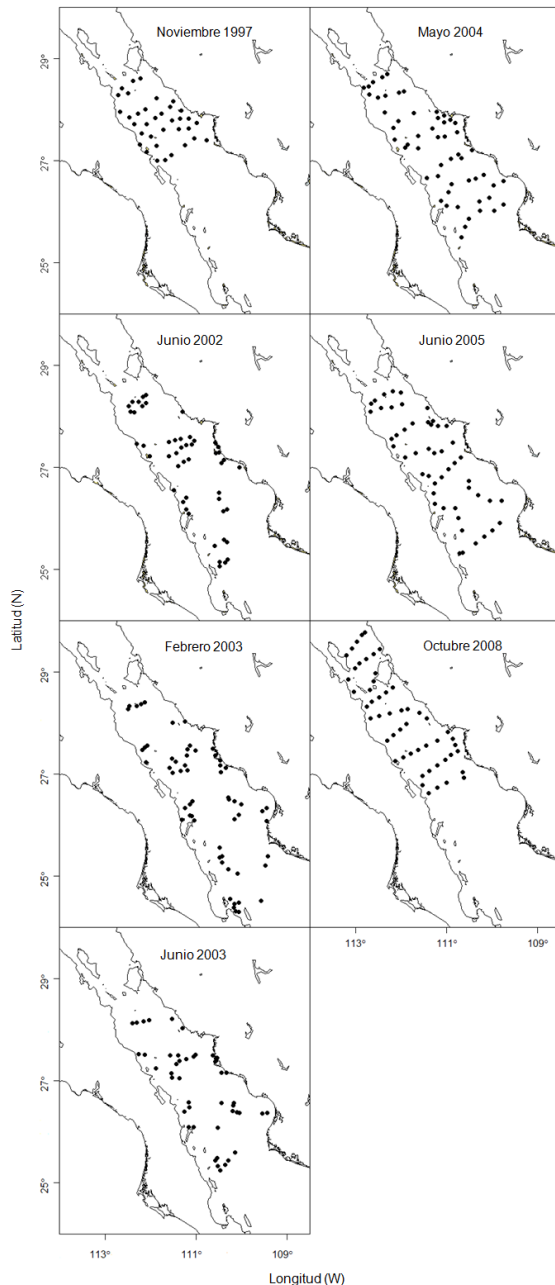 Noviembre 1997
Mayo 2004
29°
27°
25°
Junio 2002
Junio 2005
29°
27°
25°
Latitud (N)
Febrero 2003
Octubre 2008
29°
27°
25°
113°
111°
109°
Junio 2003
29°
27°
25°
113°
111°
109°
Longitud (W)